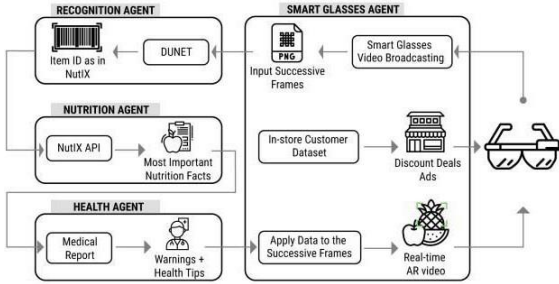 RECOGNITION AGENT
SMART GLASSES AGENT
DUNET
Item ID as in
NutIX
PNG
Input Successive
Frames
Smart Glasses
Video Broadcasting
NUTRITION AGENT
NutIX API
Most Important
Nutrition Facts
In-store Customer
Dataset
Discount Deals
Ads
HEALTH AGENT
Medical
Report
Warnings +
Health Tips
Apply Data to the
Successive Frames
Real-time
AR video